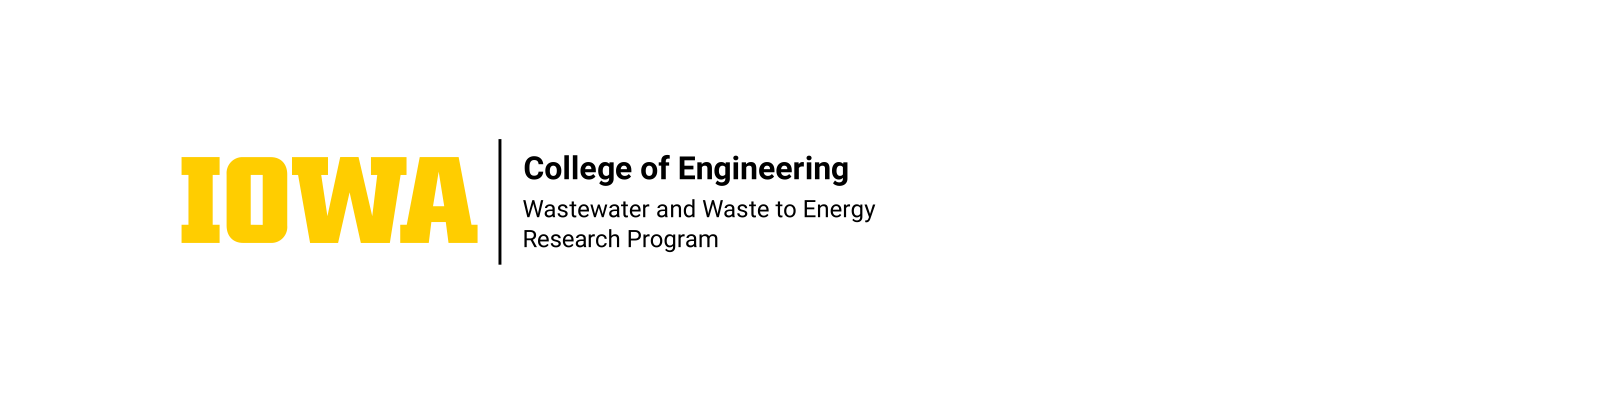 IOWA
College of Engineering
Wastewater and Waste to Energy
Research Program